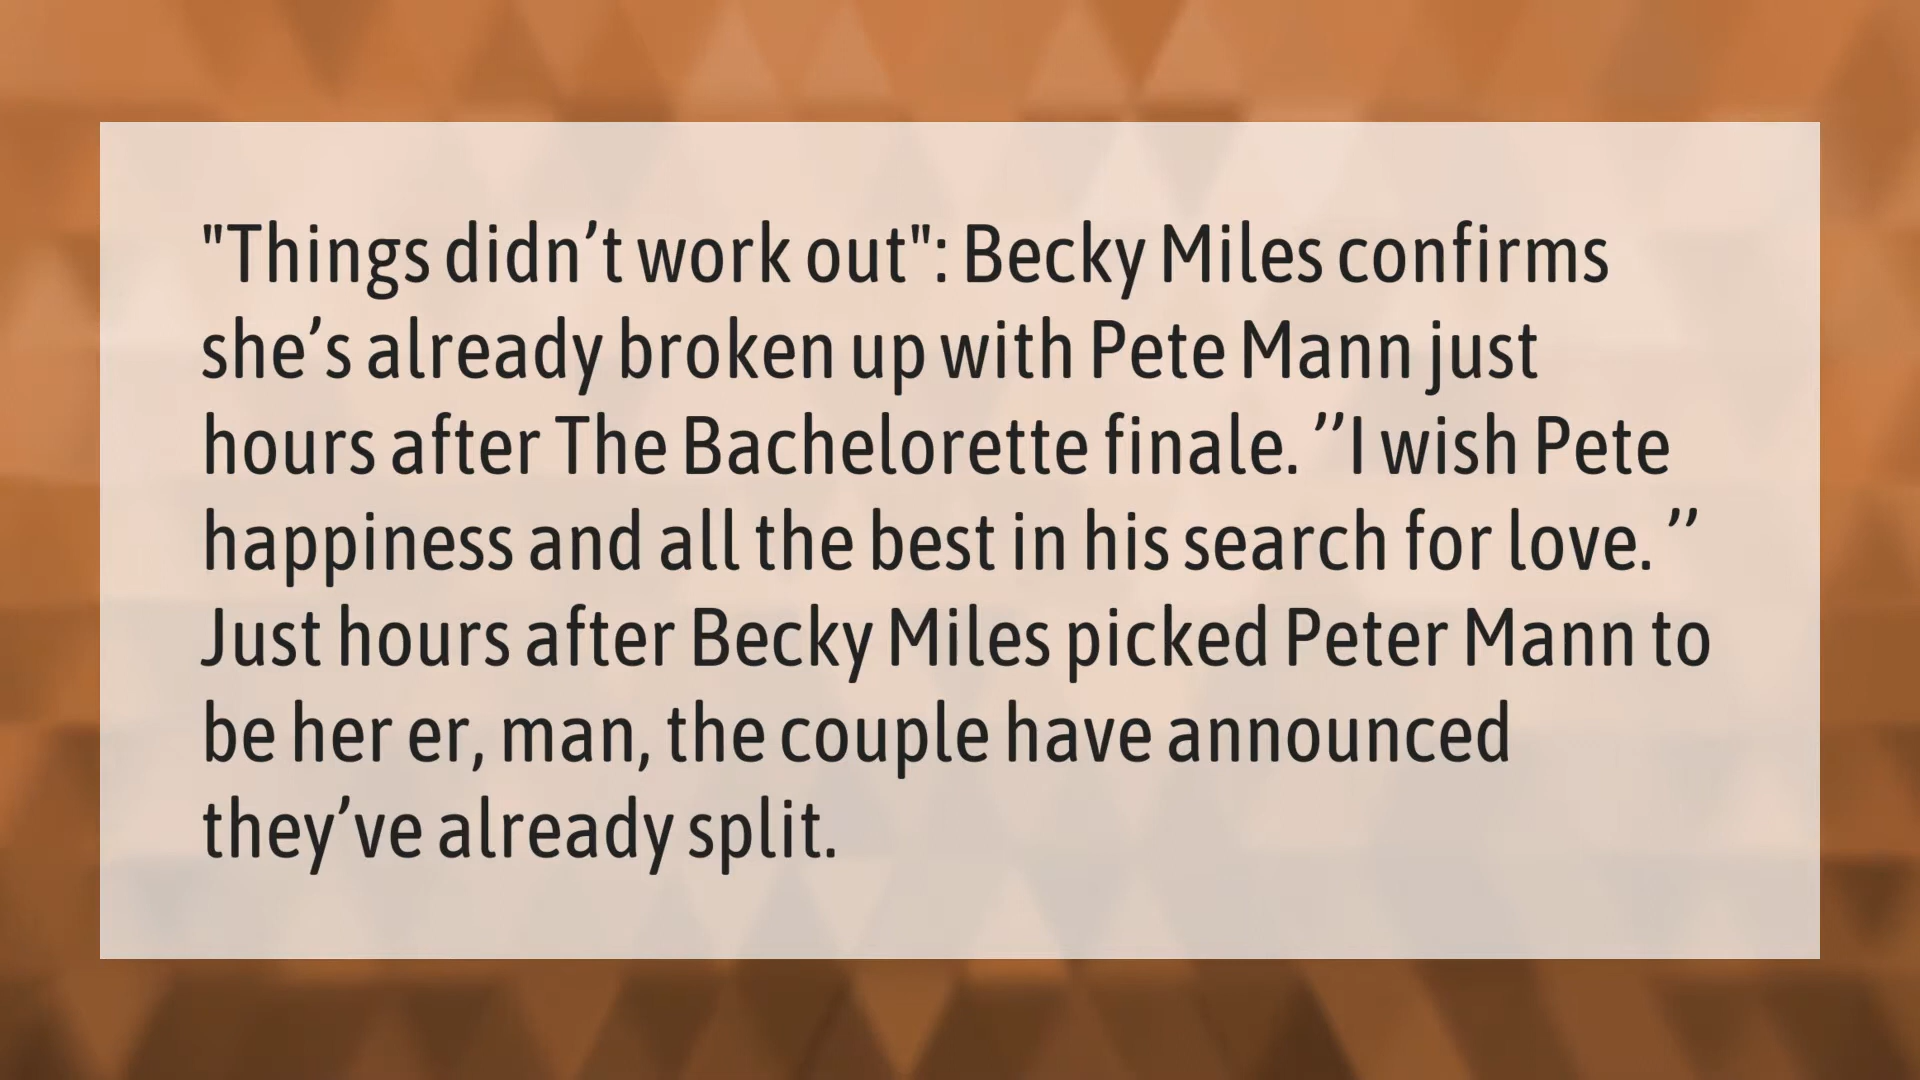 "Things didn’t work out": Becky Miles confirms
she’s already broken up with Pete Mann just
hours after The Bachelorette finale. ’’I wish Pete
happiness and all the best in his search for love. ’’
Just hours after Becky Miles picked Peter Mann to
be her er, man, the couple have announced
they’ve already split.